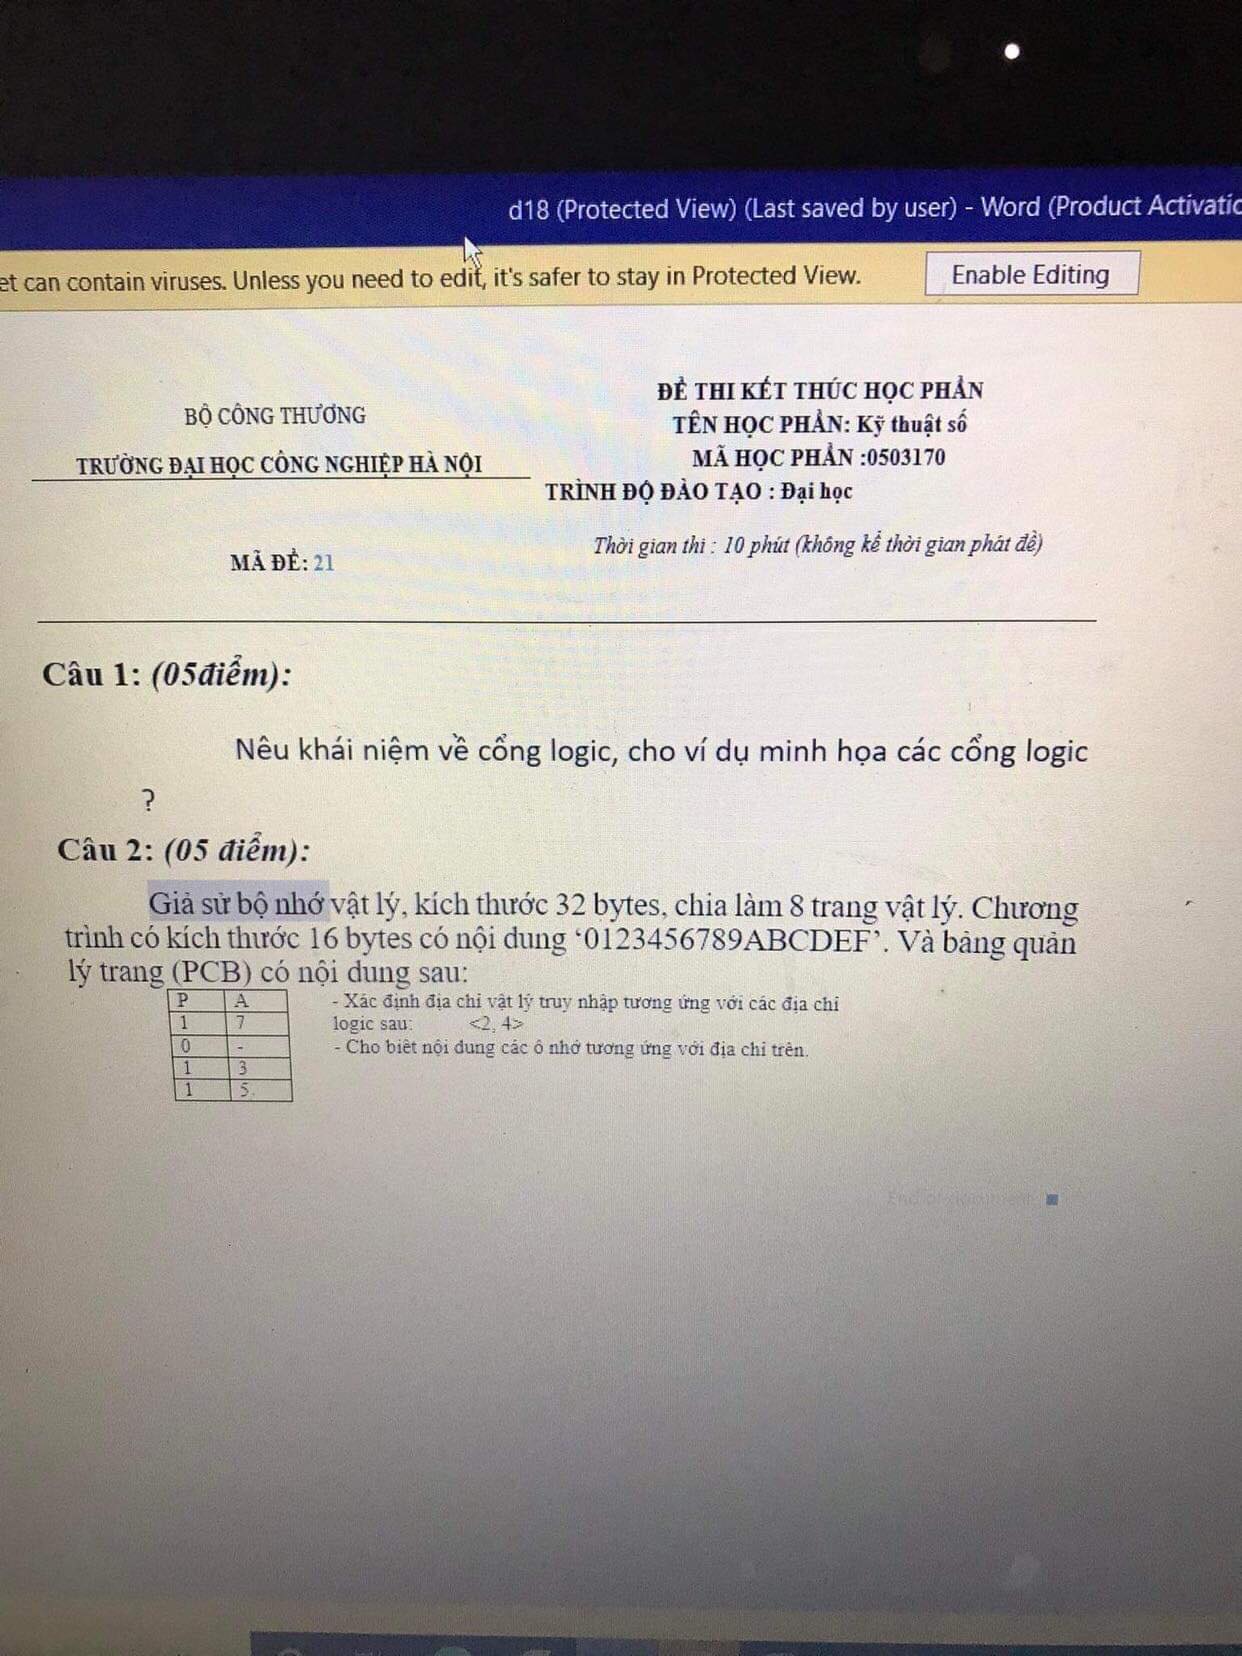 d18 (Protected View) (Last saved by user) - Word (Product Activatic
et can contain viruses. Unless you need to edit, it's safer to stay in Protected View.
Enable Editing
BỘ CÔNG THƯƠNG
TRƯỜNG ĐẠI HỌC CÔNG NGHIỆP HÀ NỘI
MÃ ĐỀ: 21
ĐỀ THI KẾT THÚC HỌC PHẦN
TÊN HỌC PHẦN: Kỹ thuật số
MÃ HỌC PHẦN :0503170
TRÌNH ĐỘ ĐÀO TẠO : Đại học
Thời gian thi : 10 phút (không kể thời gian phát đề)
Câu 1: (05điểm):
Nêu khái niệm về cổng logic, cho ví dụ minh họa các cổng logic
?
Câu 2: (05 điểm):
Giả sử bộ nhớ vật lý, kích thước 32 bytes, chia làm 8 trang vật lý. Chương
trình có kích thước 16 bytes có nội dung ‘0123456789ABCDEF’. Và bảng quản
lý trang (PCB) có nội dung sau:
P A
1 7
0 -
1 3
1 5.
- Xác định địa chỉ vật lý truy nhập tương ứng với các địa chỉ
logic sau: <2, 4>
- Cho biết nội dung các ô nhớ tương ứng với địa chỉ trên.
End of document